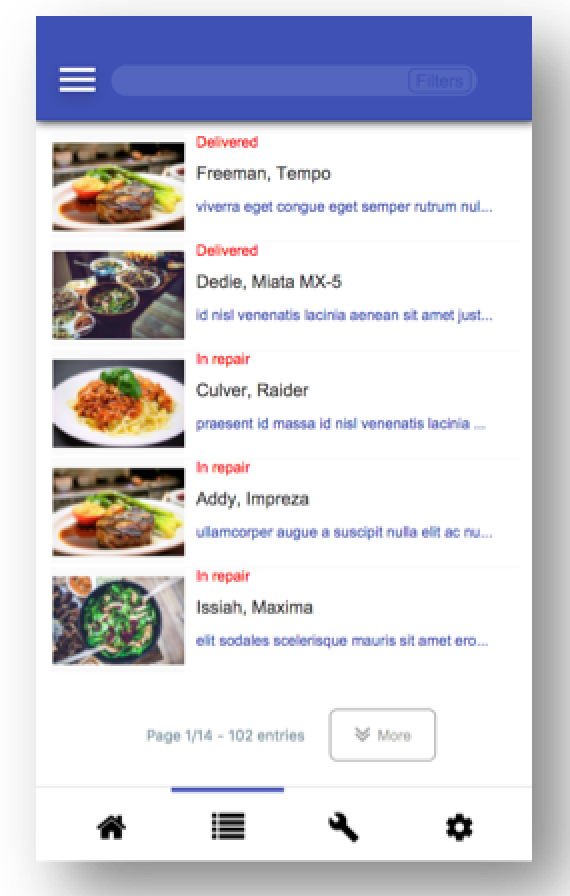 Filters
Delivered
Freeman, Tempo
viverra eget congue eget semper rutrum nul...
Delivered
Dedie, Miata MX-5
id nisl venenatis lacinia aenean sit amet just...
In repair
Culver, Raider
praesent id massa id nisl venenatis lacinia ...
In repair
Addy, Impreza
ullamcorper augue a suscipit nulla elit ac nu...
In repair
Issiah, Maxima
elit sodales scelerisque mauris sit amet ero...
Page 1/14 - 102 entries
More